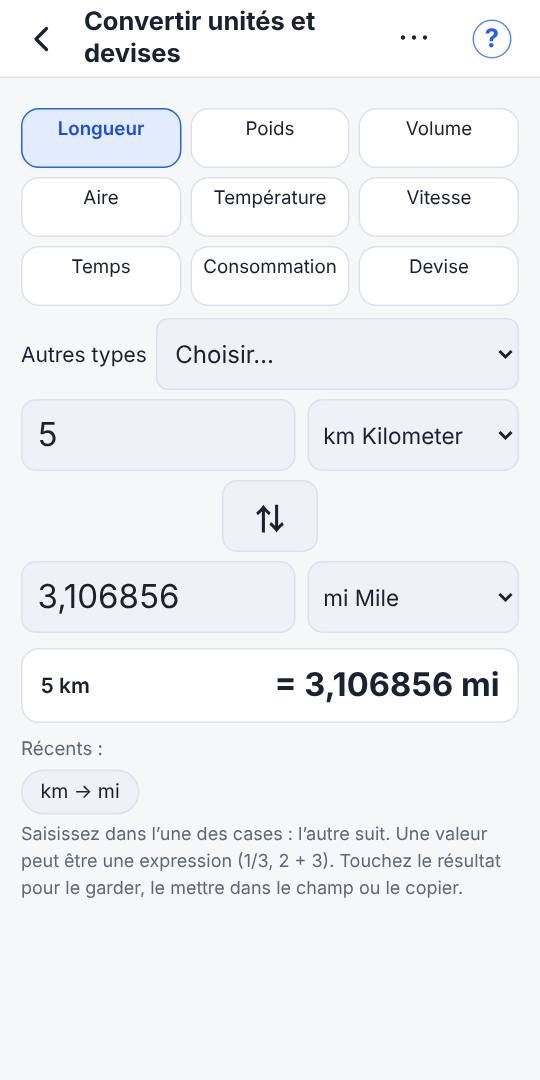 Convertir unités et
devises
?
Longueur
Poids
Volume
Aire
Température
Vitesse
Temps
Consommation
Devise
Autres types
Choisir...
5
km Kilometer
3,106856
mi Mile
5 km
= 3,106856 mi
Récents :
km → mi
Saisissez dans l’une des cases : l’autre suit. Une valeur
peut être une expression (1/3, 2 + 3). Touchez le résultat
pour le garder, le mettre dans le champ ou le copier.